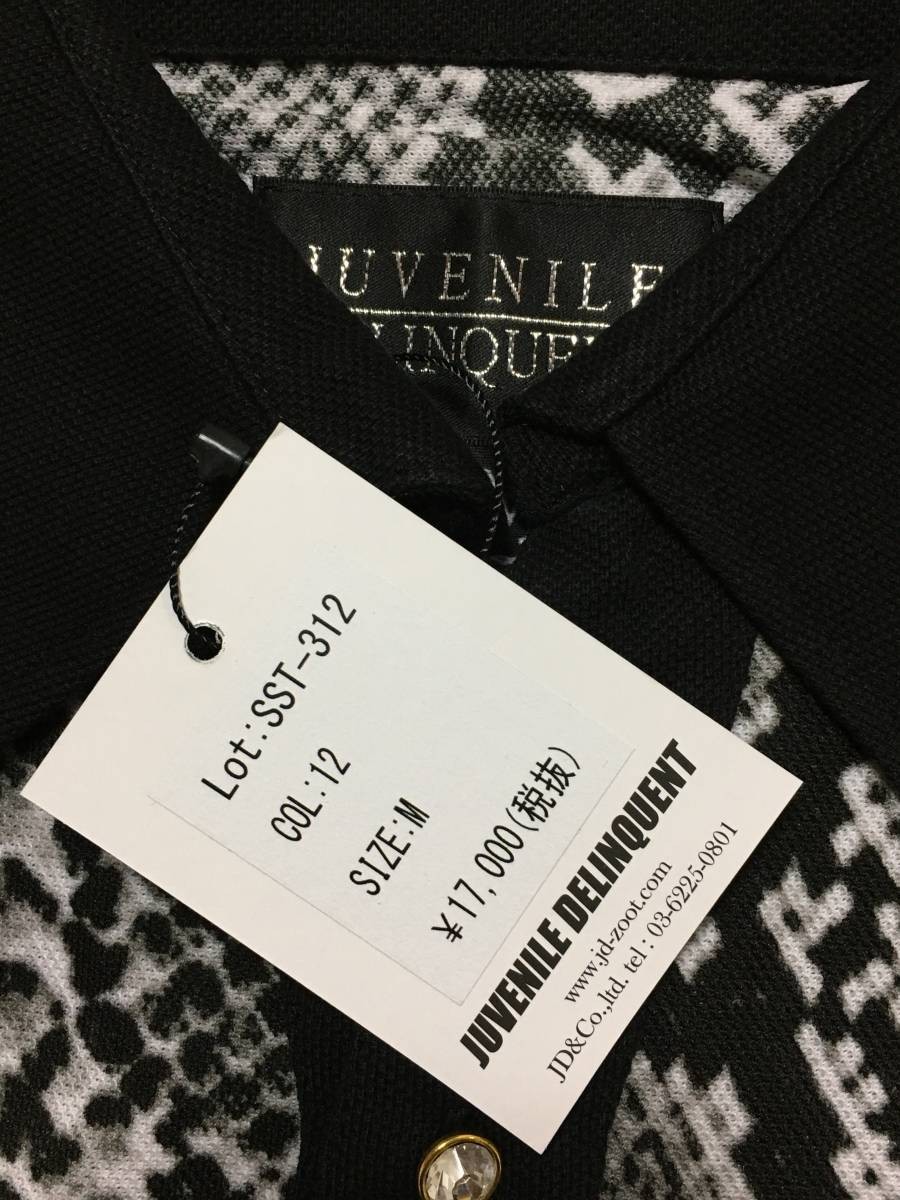 JUVENILE
Lot:SST-312
COL:12
SIZE:M
¥17,000(税抜)
JUVENILE DELINQUENT
www.jd-zoot.com
JD&Co.,ltd. tel : 03-6225-0801